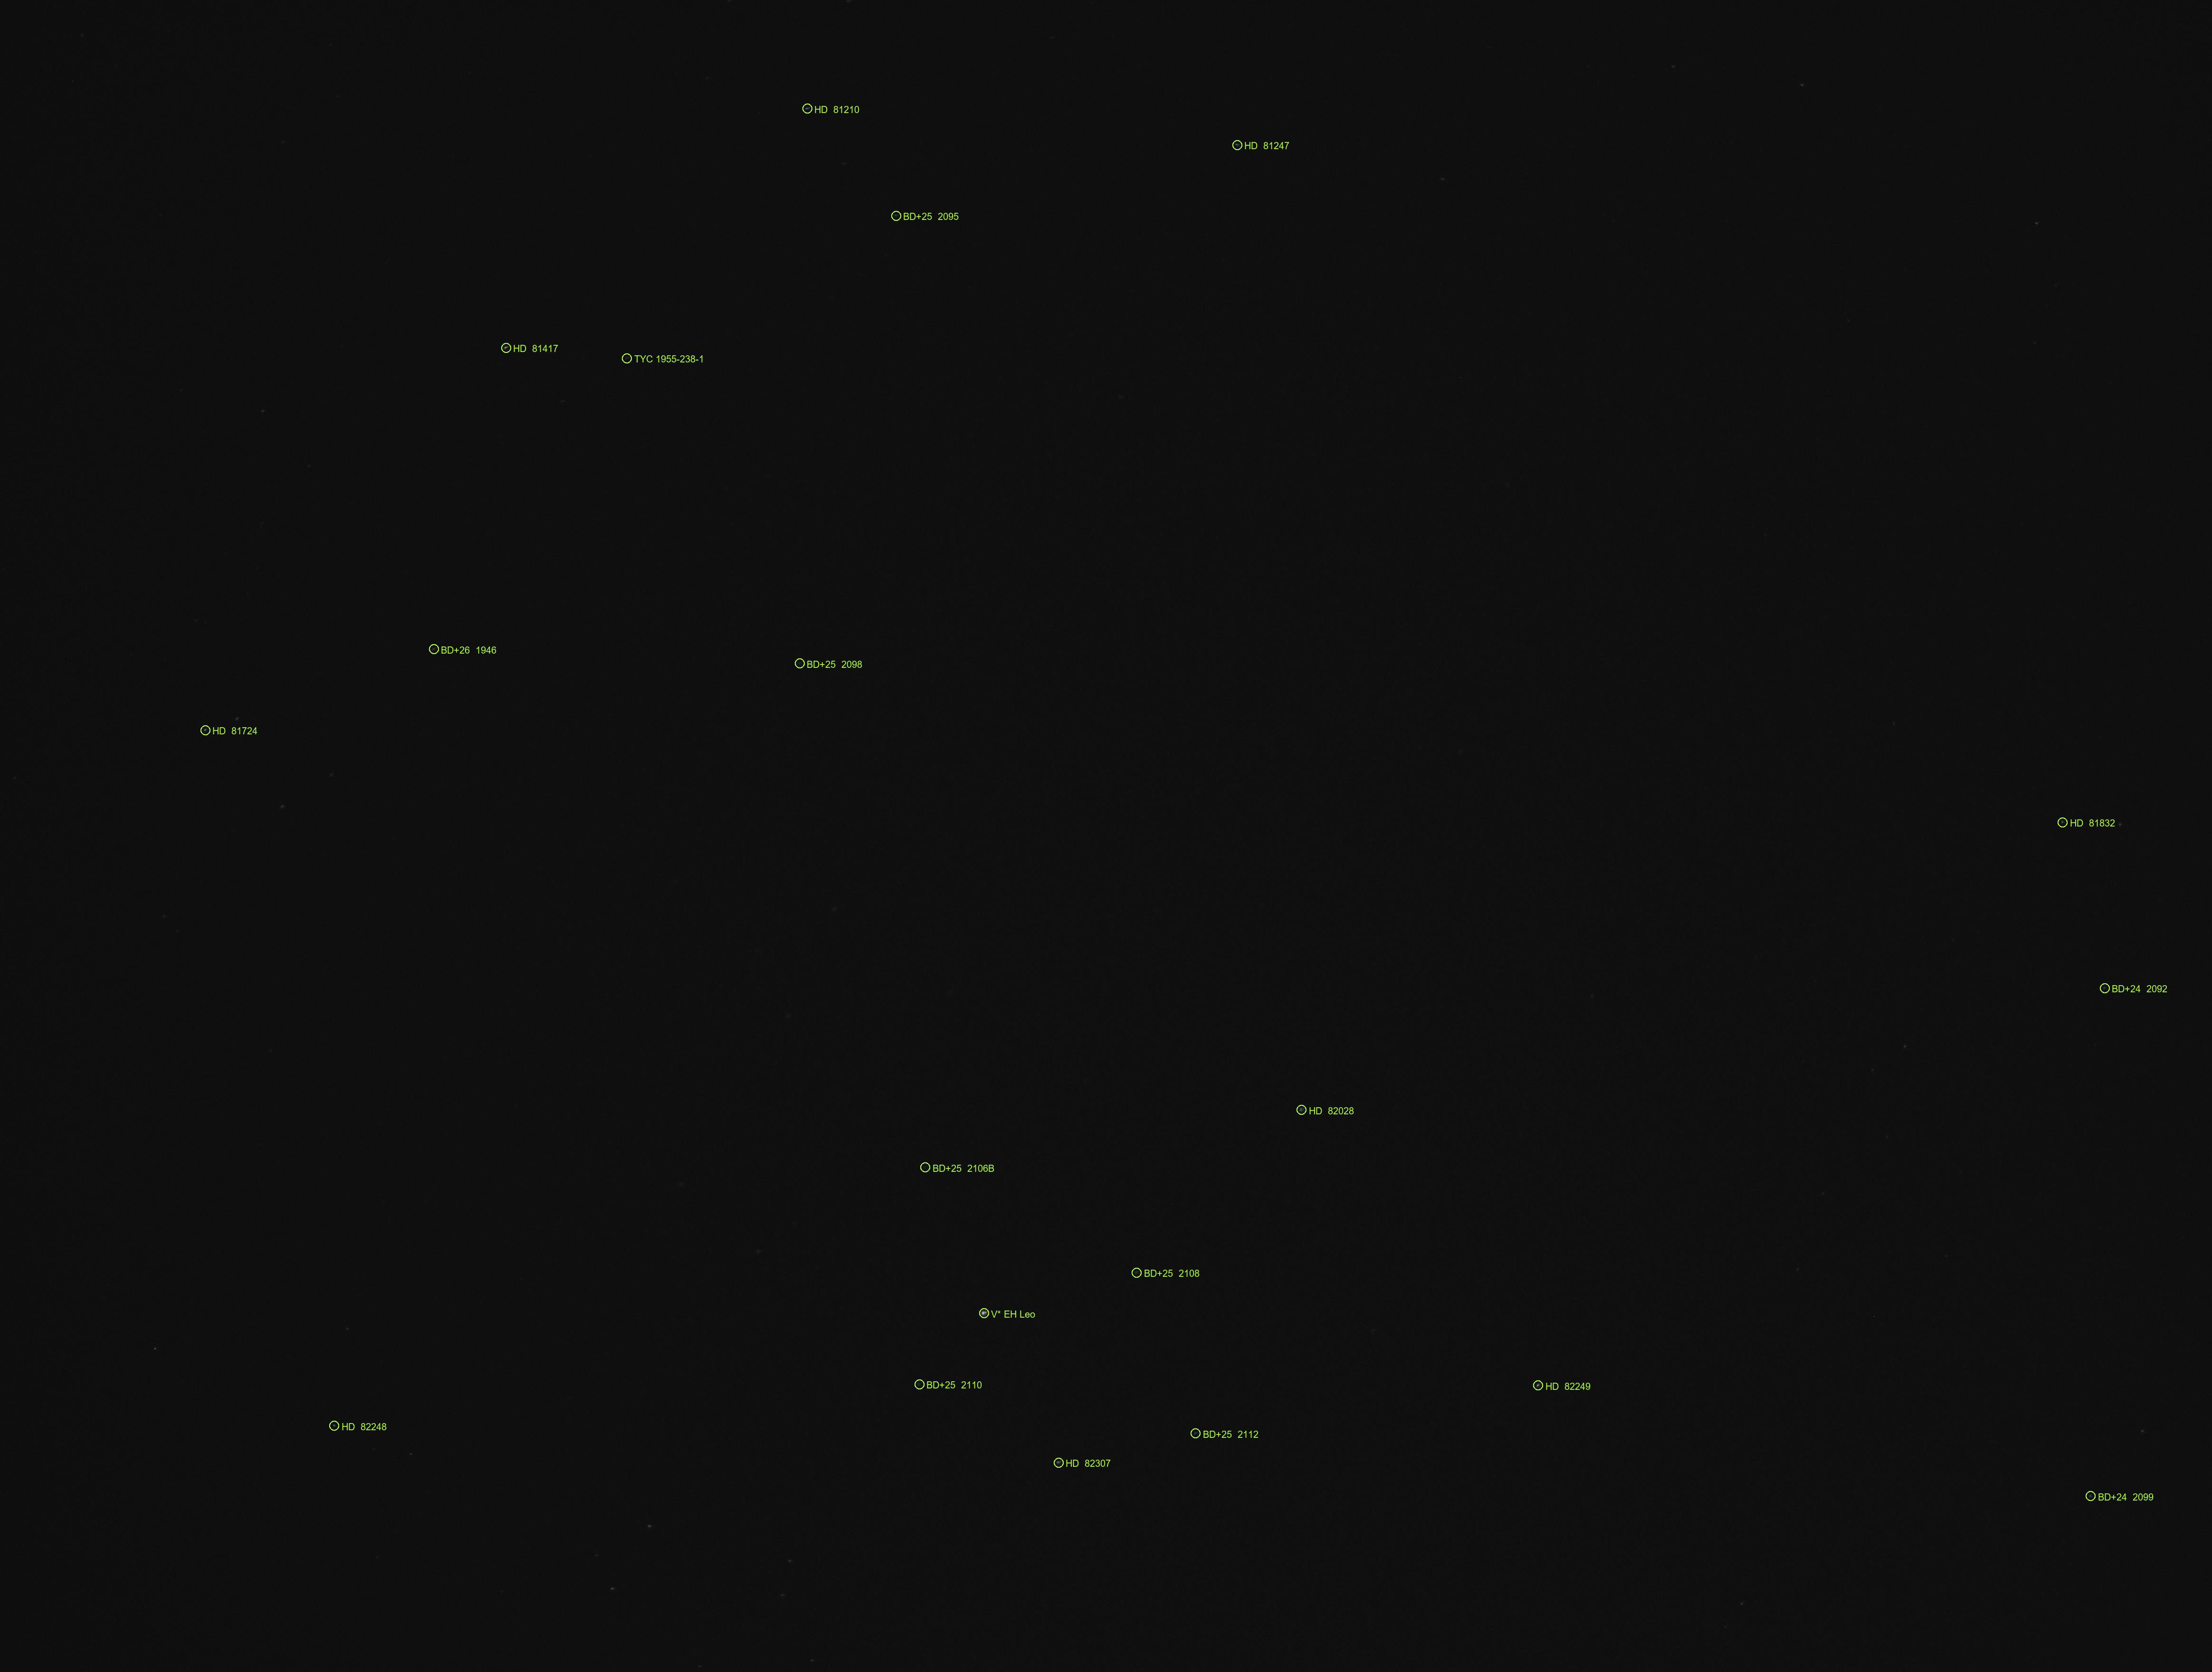 HD 81210
HD 81247
BD+25 2095
HD 81417
TYC 1955-238-1
BD+26 1946
BD+25 2098
HD 81724
HD 81832
BD+24 2092
HD 82028
BD+25 2106B
BD+25 2108
V* EH Leo
BD+25 2110
HD 82249
HD 82248
BD+25 2112
HD 82307
BD+24 2099